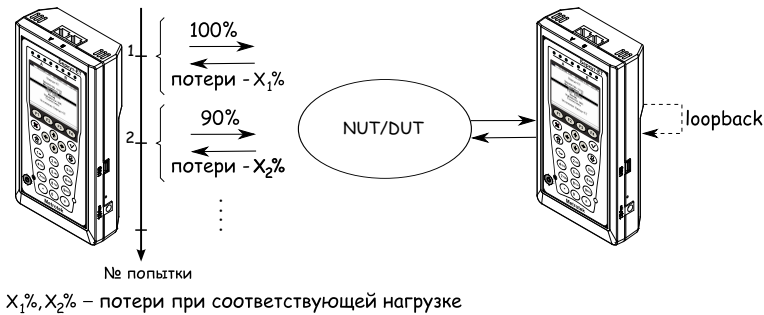 100%
1
потери - X₁%
90%
2
потери - X₂%
NUT/DUT
loopback
№ попытки
X₁%, X₂% – потери при соответствующей нагрузке